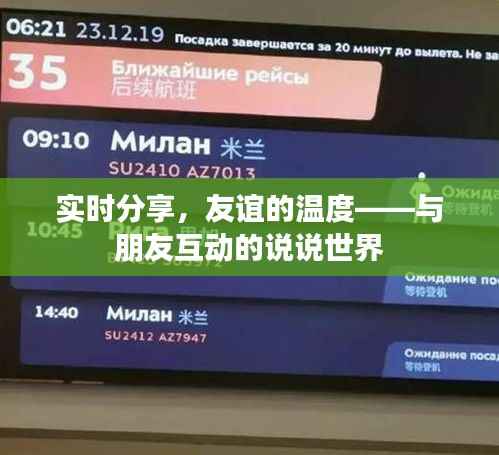 06:21 23.12.19 Посадка завершается за 20 минут до вылета. Не за
35 Ближайшие рейсы
后续航班
09:10 Милан 米兰
SU2410 AZ7013
Ожида
等待登机
实时分享，友谊的温度——与
朋友互动的说说世界
10:45 Рига
Ожидание по
等待登机
14:40 Милан 米兰
SU2412 AZ7947
Ожидание поса
等待登机